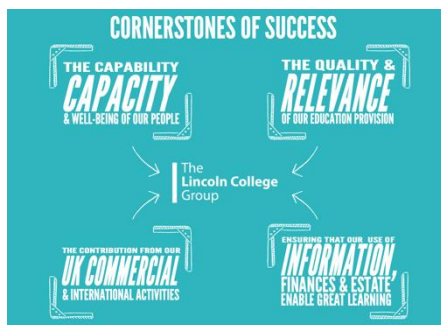 CORNERSTONES OF SUCCESS
THE CAPABILITY
CAPACITY
& WELL-BEING OF OUR PEOPLE
THE QUALITY &
RELEVANCE
OF OUR EDUCATION PROVISION
The
Lincoln College
Group
THE CONTRIBUTION FROM OUR
UK COMMERCIAL
& INTERNATIONAL ACTIVITIES
ENSURING THAT OUR USE OF
INFORMATION,
FINANCES & ESTATE
ENABLE GREAT LEARNING